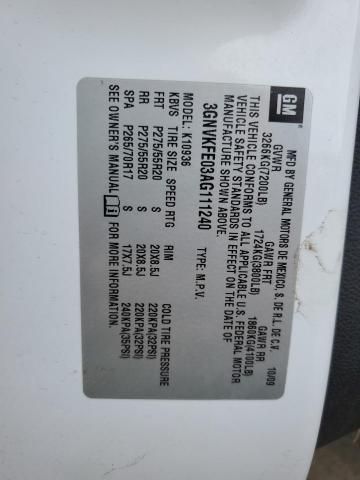 GM
MFD BY GENERAL MOTORS DE MEXICO, S. DE R.L. DE C.V.
10/09
GVWR GAWR FRT GAWR RR
3266KG(7200LB) 1724KG(3800LB) 1860KG(4100LB)
THIS VEHICLE CONFORMS TO ALL APPLICABLE U.S. FEDERAL MOTOR
VEHICLE SAFETY STANDARDS IN EFFECT ON THE DATE OF
MANUFACTURE SHOWN ABOVE.
3GNVKFE03AG111240 TYPE: M.P.V.
MODEL: K10936
KBVS TIRE SIZE SPEED RTG RIM COLD TIRE PRESSURE
FRT P275/55R20 S 20X8.5J 220KPA(32PSI)
RR P275/55R20 S 20X8.5J 220KPA(32PSI)
SPA P265/70R17 S 17X7.5J 240KPA(35PSI)
SEE OWNER'S MANUAL FOR MORE INFORMATION.